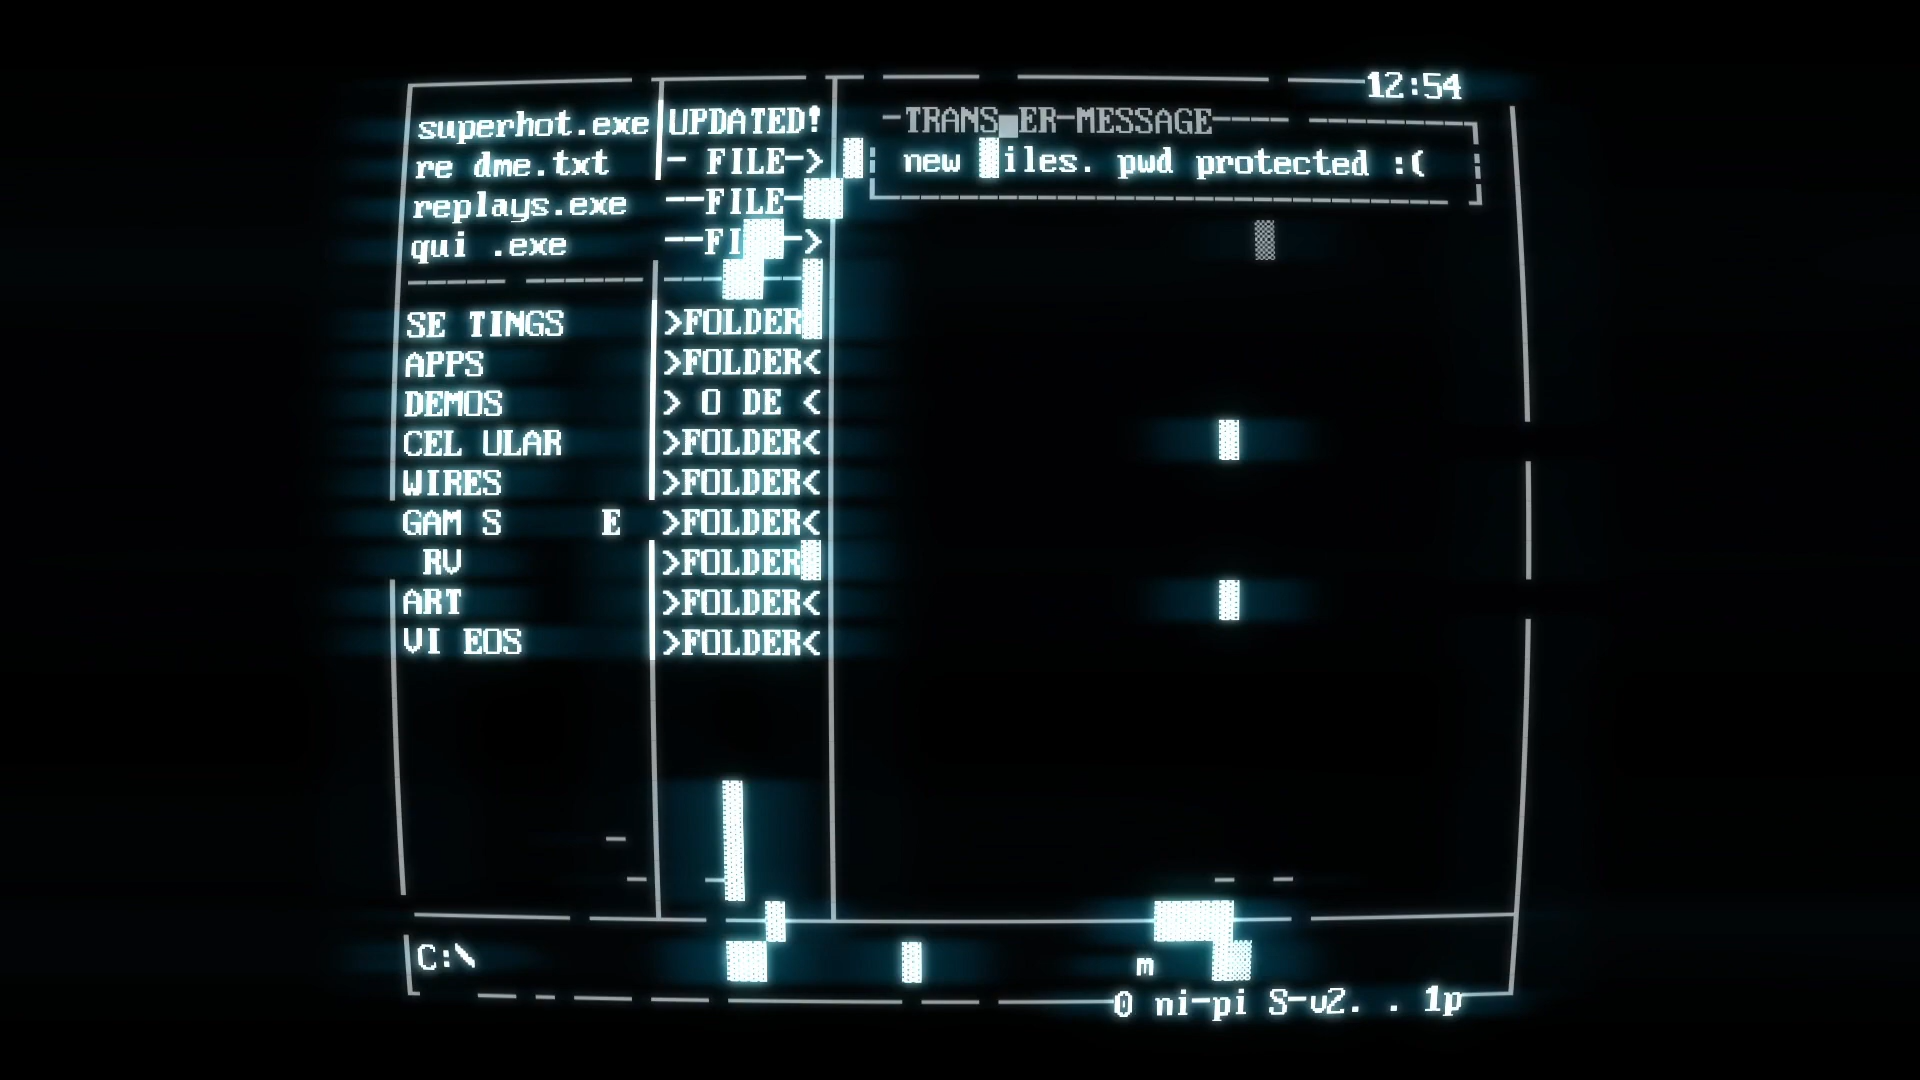 12:54
superhot.exe UPDATED!
re dme.txt - FILE->
replays.exe --FILE-
qui .exe --FI ->
SE TINGS >FOLDER
APPS >FOLDER<
DEMOS > O DE <
CEL ULAR >FOLDER<
WIRES >FOLDER<
GAM S E >FOLDER<
RV >FOLDER
ART >FOLDER<
VI EOS >FOLDER<
TRANS ER-MESSAGE
new iles. pwd protected :(
C:\
m
0 ni-pi S-v2. . 1p